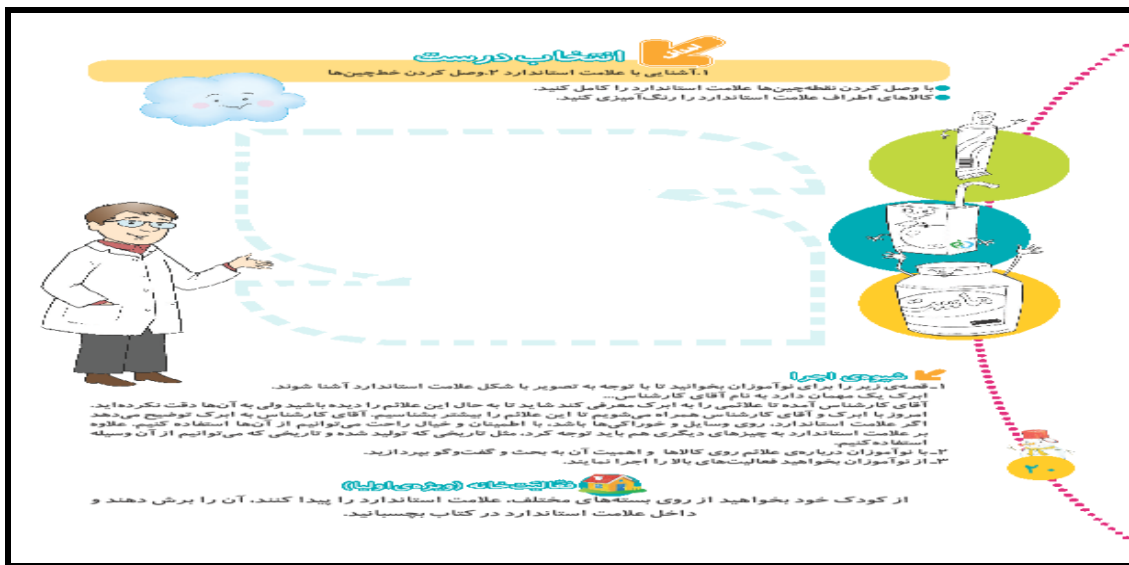 آموزش
انتخاب درست
۱.آشنایی با علامت استاندارد ۲.وصل کردن خط‌چین‌ها
با وصل کردن نقطه‌چین‌ها علامت استاندارد را کامل کنید.
کالاهای اطراف علامت استاندارد را رنگ‌آمیزی کنید.
ماست
شیوه‌ی اجرا
۱ـ قصه‌ی زیر را برای نوآموزان بخوانید تا با توجه به تصویر با شکل علامت استاندارد آشنا شوند.
ابرک یک مهمان دارد به نام آقای کارشناس...
آقای کارشناس آمده تا علائمی را به ابرک معرفی کند شاید تا به حال این علائم را دیده باشید ولی به آن‌ها دقت نکرده‌اید.
امروز با ابرک و آقای کارشناس همراه می‌شویم تا این علائم را بیشتر بشناسیم. آقای کارشناس به ابرک توضیح می‌دهد
اگر علامت استاندارد، روی وسایل و خوراکی‌ها باشد، با اطمینان و خیال راحت می‌توانیم از آن‌ها استفاده کنیم. علاوه
بر علامت استاندارد به چیزهای دیگری هم باید توجه کرد، مثل تاریخی که تولید شده و تاریخی که می‌توانیم از آن وسیله
استفاده کنیم.
۲ـ با نوآموزان درباره‌ی علائم روی کالاها و اهمیت آن به بحث و گفت‌وگو بپردازید.
۳ـ از نوآموزان بخواهید فعالیت‌های بالا را اجرا نمایند.
۲۰
فعالیت‌خانه (ویژه‌ی اولیا)
از کودک خود بخواهید از روی بسته‌های مختلف، علامت استاندارد را پیدا کنند، آن را برش دهند و
داخل علامت استاندارد در کتاب بچسبانید.